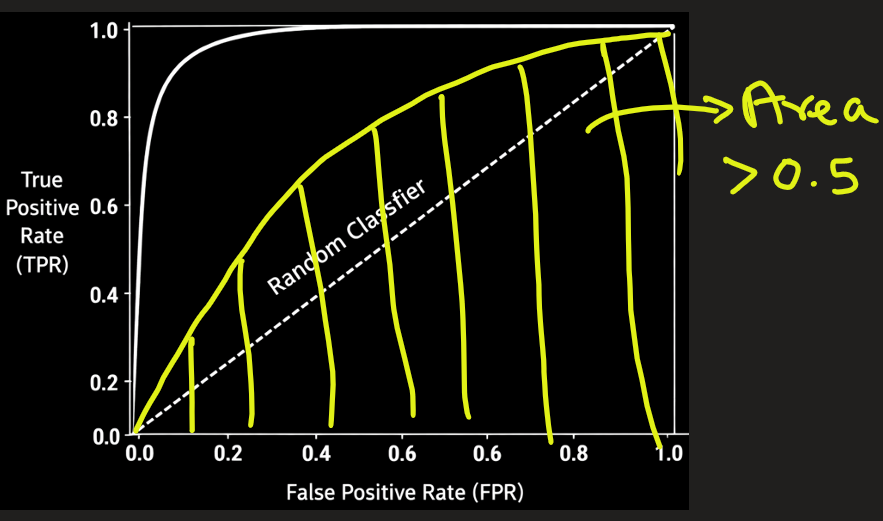 1.0
0.8
0.6
0.4
0.2
0.0
True
Positive
Rate
(TPR)
Random Classfier
Area
>0.5
0.0 0.2 0.4 0.6 0.6 0.8 1.0
False Positive Rate (FPR)